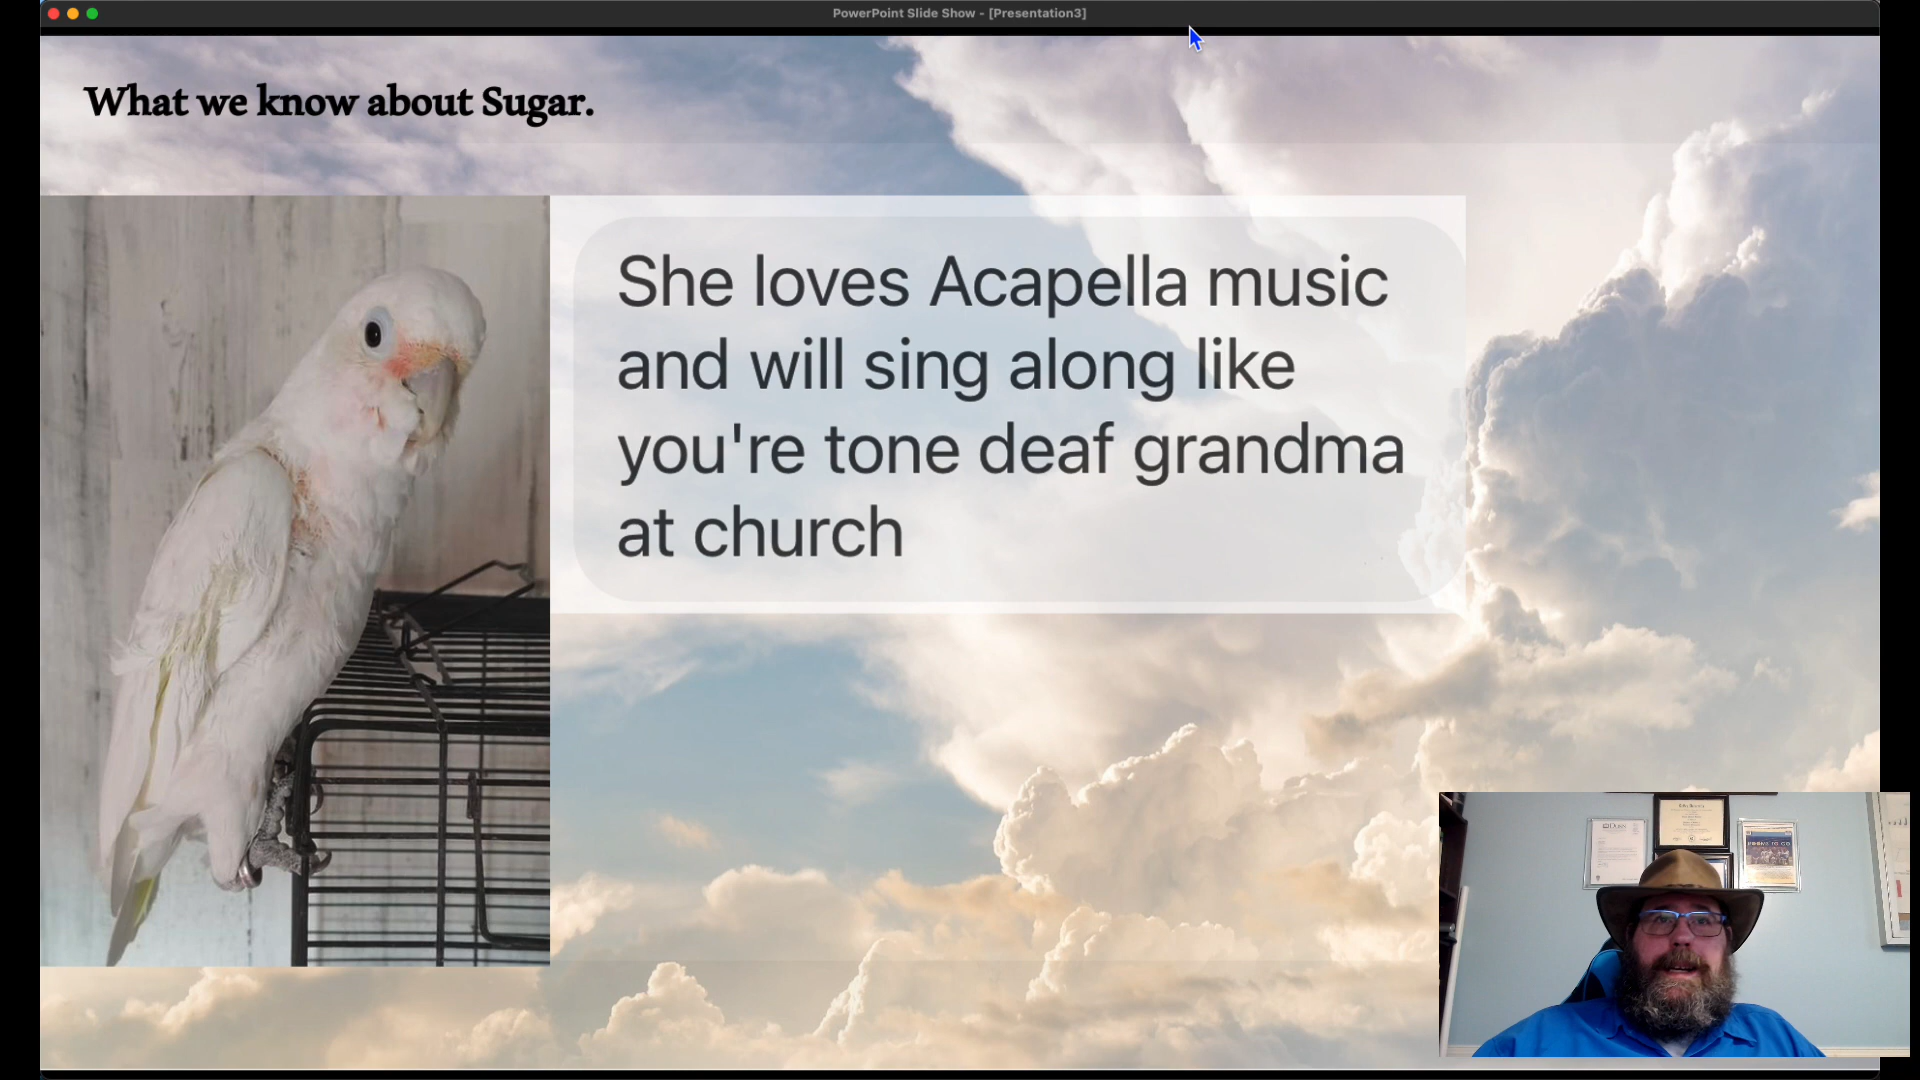 PowerPoint Slide Show - [Presentation3]
What we know about Sugar.
She loves Acapella music
and will sing along like
you're tone deaf grandma
at church